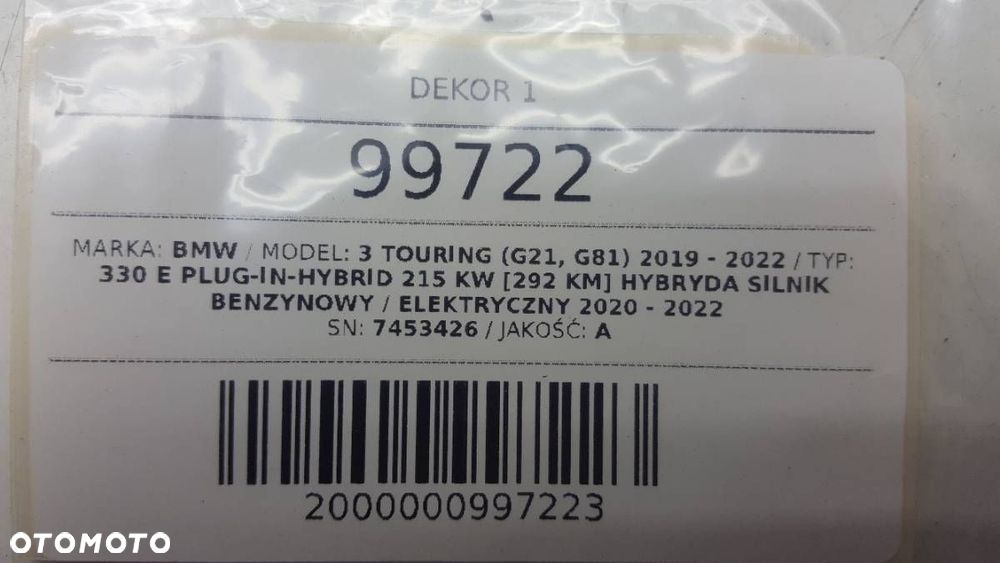 DEKOR 1
99722
MARKA: BMW / MODEL: 3 TOURING (G21, G81) 2019 - 2022 / TYP:
330 E PLUG-IN-HYBRID 215 KW [292 KM] HYBRYDA SILNIK
BENZYNOWY / ELEKTRYCZNY 2020 - 2022
SN: 7453426 / JAKOŚĆ: A
2000000997223
OTOMOTO